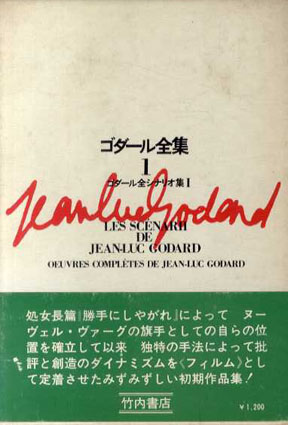 ゴダール全集
1
ゴダール全シナリオ集 I
Jean Luc Godard
LES SCENARII
DE
JEAN-LUC GODARD
OEUVRES COMPLÈTES DE JEAN-LUC GODARD
処女長篇『勝手にしやがれ』によって ヌー
ヴェル・ヴァーグの旗手としての自らの位
置を確立して以来 独特の手法によって批
評と創造のダイナミズムを〈フィルム〉とし
て定着させたみずみずしい初期作品集!
竹内書店
¥1,200